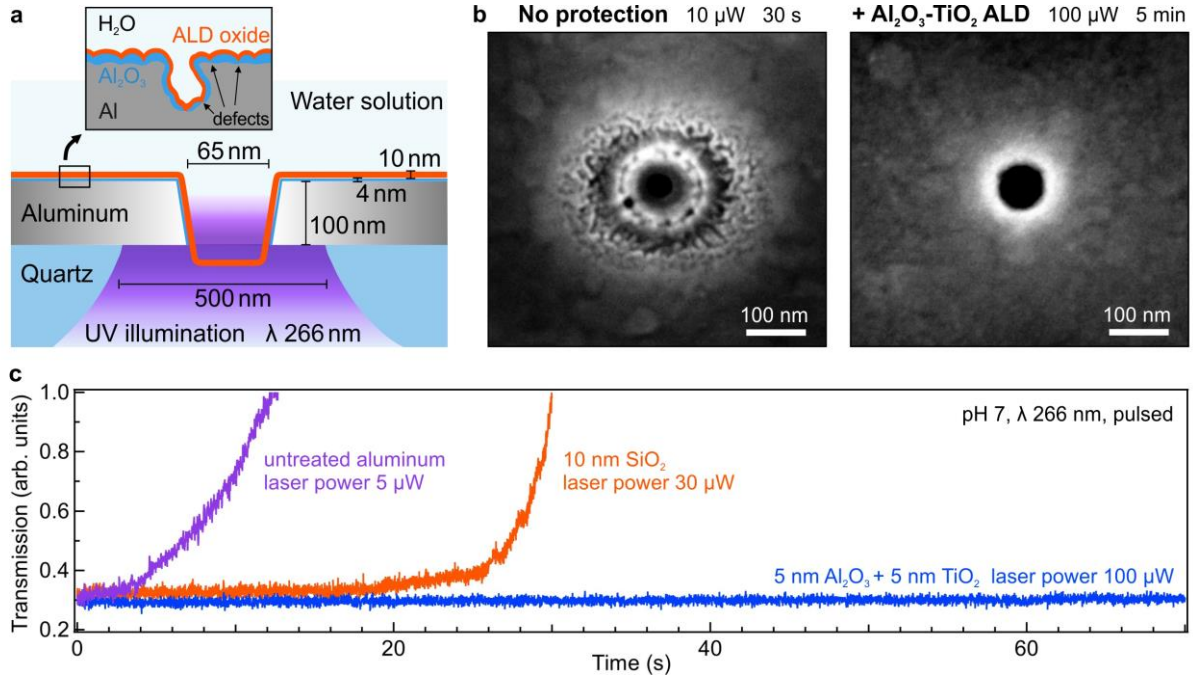 a
H₂O
ALD oxide
Al₂O₃
Al
defects
Water solution
65 nm
10 nm
4 nm
Aluminum
100 nm
Quartz
500 nm
UV illumination λ 266 nm
b
No protection 10 µW 30 s
100 nm
+ Al₂O₃-TiO₂ ALD 100 µW 5 min
100 nm
c
Transmission (arb. units)
1.0
0.8
0.6
0.4
0.2
untreated aluminum
laser power 5 µW
10 nm SiO₂
laser power 30 µW
pH 7, λ 266 nm, pulsed
5 nm Al₂O₃ + 5 nm TiO₂ laser power 100 µW
0 20 40 60
Time (s)